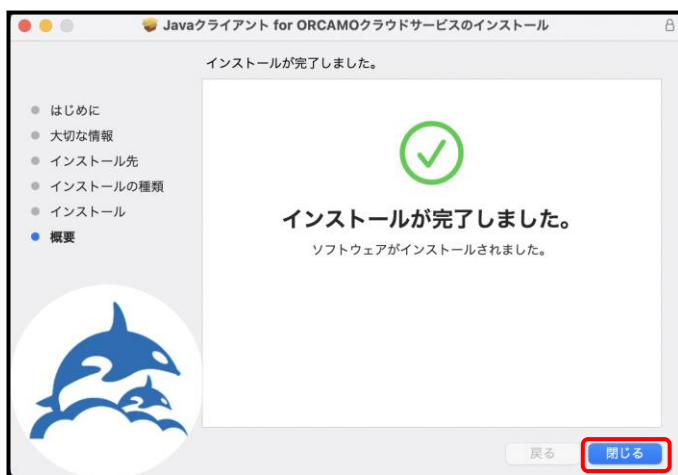 Javaクライアント for ORCAMOクラウドサービスのインストール
インストールが完了しました。
はじめに
大切な情報
インストール先
インストールの種類
インストール
概要
インストールが完了しました。
ソフトウェアがインストールされました。
戻る
閉じる